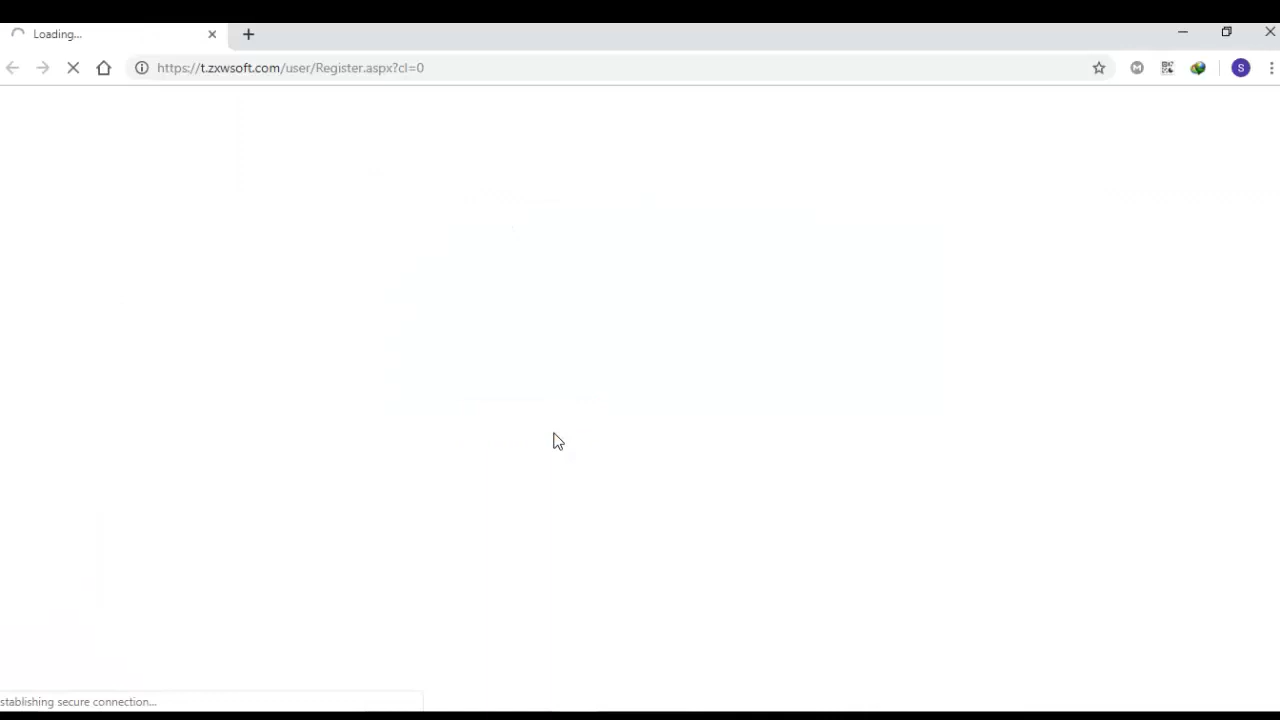 Loading...
https://t.zxwsoft.com/user/Register.aspx?cl=0
S
stablishing secure connection...